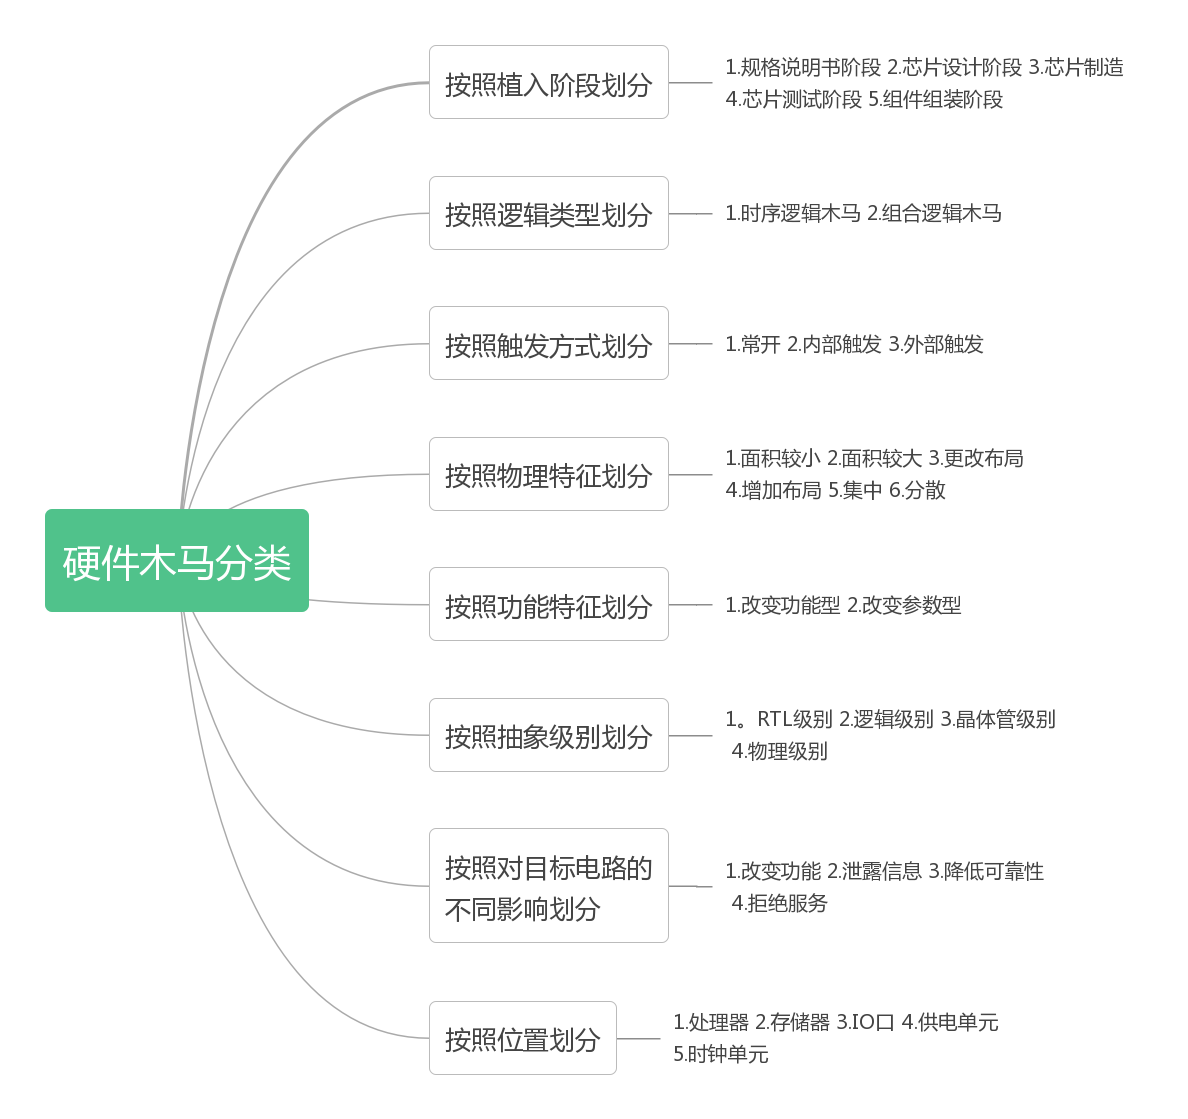 硬件木马分类
按照植入阶段划分
1.规格说明书阶段 2.芯片设计阶段 3.芯片制造
4.芯片测试阶段 5.组件组装阶段
按照逻辑类型划分
1.时序逻辑木马 2.组合逻辑木马
按照触发方式划分
1.常开 2.内部触发 3.外部触发
按照物理特征划分
1.面积较小 2.面积较大 3.更改布局
4.增加布局 5.集中 6.分散
按照功能特征划分
1.改变功能型 2.改变参数型
按照抽象级别划分
1。RTL级别 2.逻辑级别 3.晶体管级别
4.物理级别
按照对目标电路的
不同影响划分
1.改变功能 2.泄露信息 3.降低可靠性
4.拒绝服务
按照位置划分
1.处理器 2.存储器 3.IO口 4.供电单元
5.时钟单元